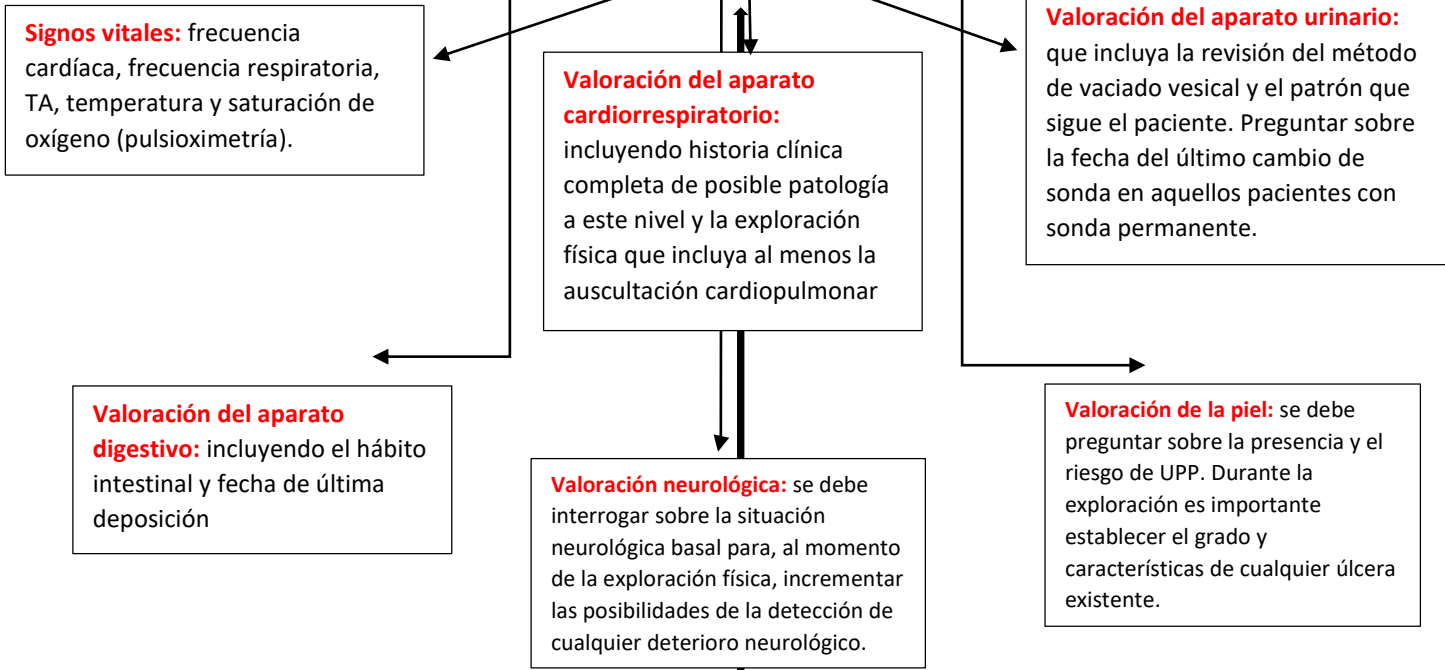 Signos vitales: frecuencia
cardíaca, frecuencia respiratoria,
TA, temperatura y saturación de
oxígeno (pulsioximetría).
Valoración del aparato
cardiorrespiratorio:
incluyendo historia clínica
completa de posible patología
a este nivel y la exploración
física que incluya al menos la
auscultación cardiopulmonar
Valoración del aparato urinario:
que incluya la revisión del método
de vaciado vesical y el patrón que
sigue el paciente. Preguntar sobre
la fecha del último cambio de
sonda en aquellos pacientes con
sonda permanente.
Valoración del aparato
digestivo: incluyendo el hábito
intestinal y fecha de última
deposición
Valoración neurológica: se debe
interrogar sobre la situación
neurológica basal para, al momento
de la exploración física, incrementar
las posibilidades de la detección de
cualquier deterioro neurológico.
Valoración de la piel: se debe
preguntar sobre la presencia y el
riesgo de UPP. Durante la
exploración es importante
establecer el grado y
características de cualquier úlcera
existente.